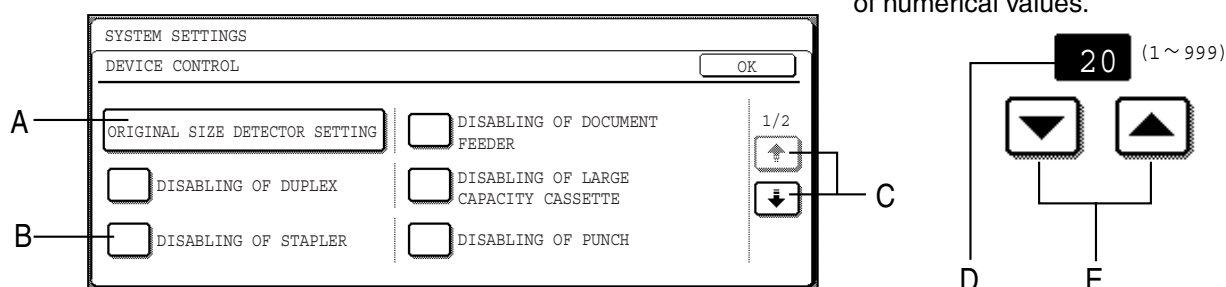 of numerical values.
SYSTEM SETTINGS
DEVICE CONTROL
OK
A
ORIGINAL SIZE DETECTOR SETTING
DISABLING OF DOCUMENT
FEEDER
1/2
DISABLING OF DUPLEX
DISABLING OF LARGE
CAPACITY CASSETTE
C
B
DISABLING OF STAPLER
DISABLING OF PUNCH
20 (1~999)
D
E